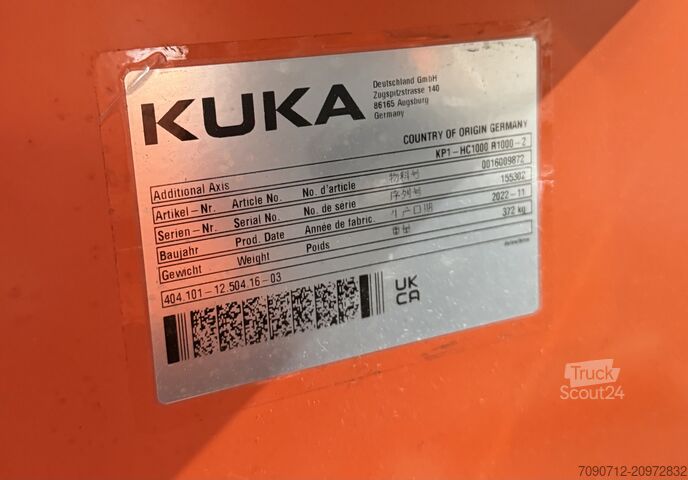 KUKA
Deutschland GmbH
Zugspitzstrasse 140
86165 Augsburg
Germany
COUNTRY OF ORIGIN GERMANY
Additional Axis KP1-HC1000 R1000-2
Artikel-Nr. Article No. No. d'article 物料号 0016009872
Serien-Nr. Serial No. No. de serie 序列号 155302
Baujahr Prod. Date Année de fabric. 生产日期 2022-11
Gewicht Weight Poids 重量 372 kg
404.101-12.504.16-03
UK
CA
Truck
Scout24
7090712-20972832